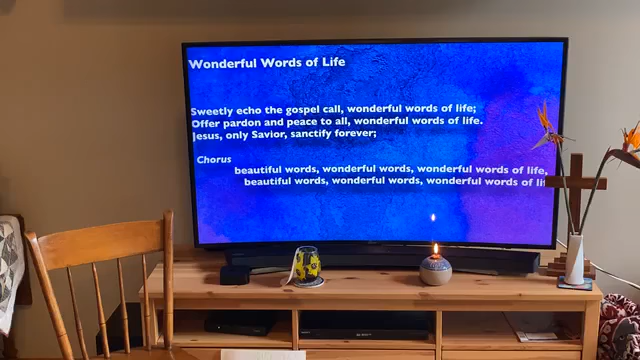 Wonderful Words of Life
Sweetly echo the gospel call, wonderful words of life;
Offer pardon and peace to all, wonderful words of life.
Jesus, only Savior, sanctify forever;
Chorus
beautiful words, wonderful words, wonderful words of life,
beautiful words, wonderful words, wonderful words of li
SONY